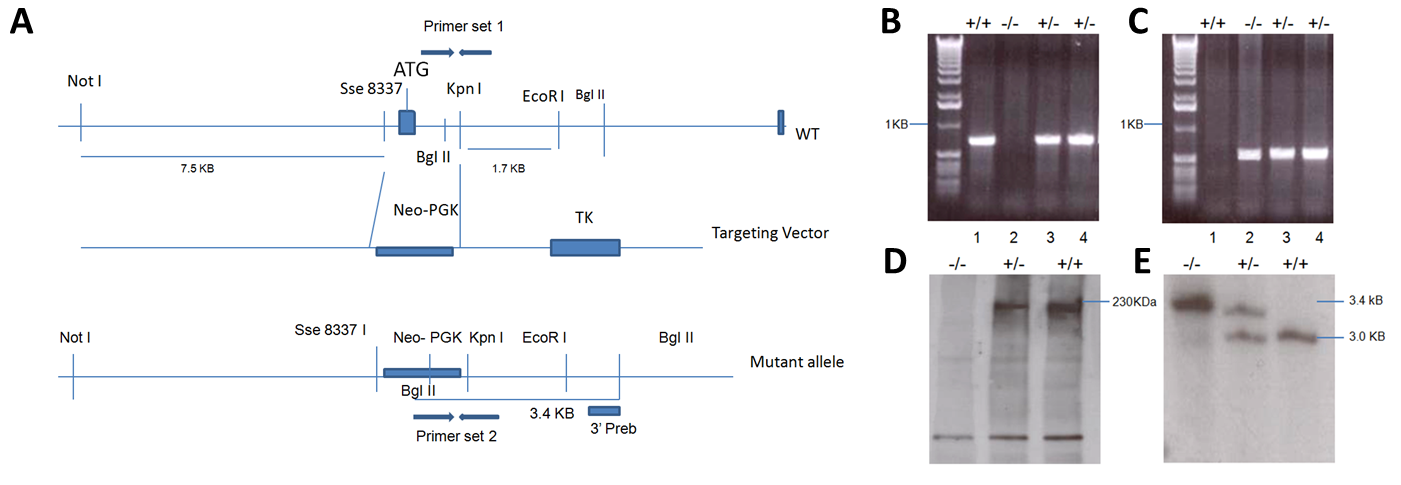 A
Primer set 1
Not I
Sse 8337
ATG
Kpn I
EcoR I
Bgl II
WT
Bgl II
7.5 KB
1.7 KB
Neo-PGK
TK
Targeting Vector
Not I
Sse 8337 I
Neo- PGK
Kpn I
EcoR I
Bgl II
Mutant allele
Bgl II
3.4 KB
3' Preb
Primer set 2
B
+/+ -/- +/- +/-
1KB
1 2 3 4
C
+/+ -/- +/- +/-
1KB
1 2 3 4
D
-/- +/- +/+
230KDa
E
-/- +/- +/+
3.4 kB
3.0 KB